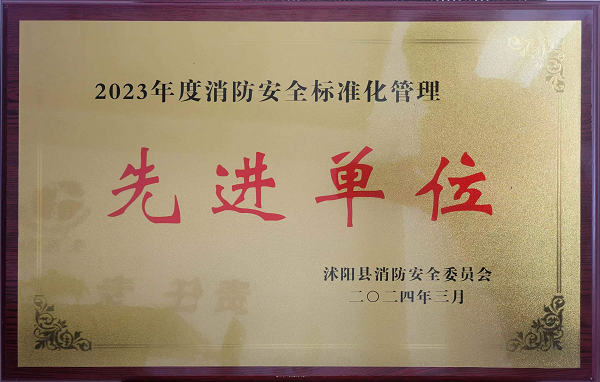 2023年度消防安全标准化管理
先进单位
沭阳县消防安全委员会
二〇二四年三月